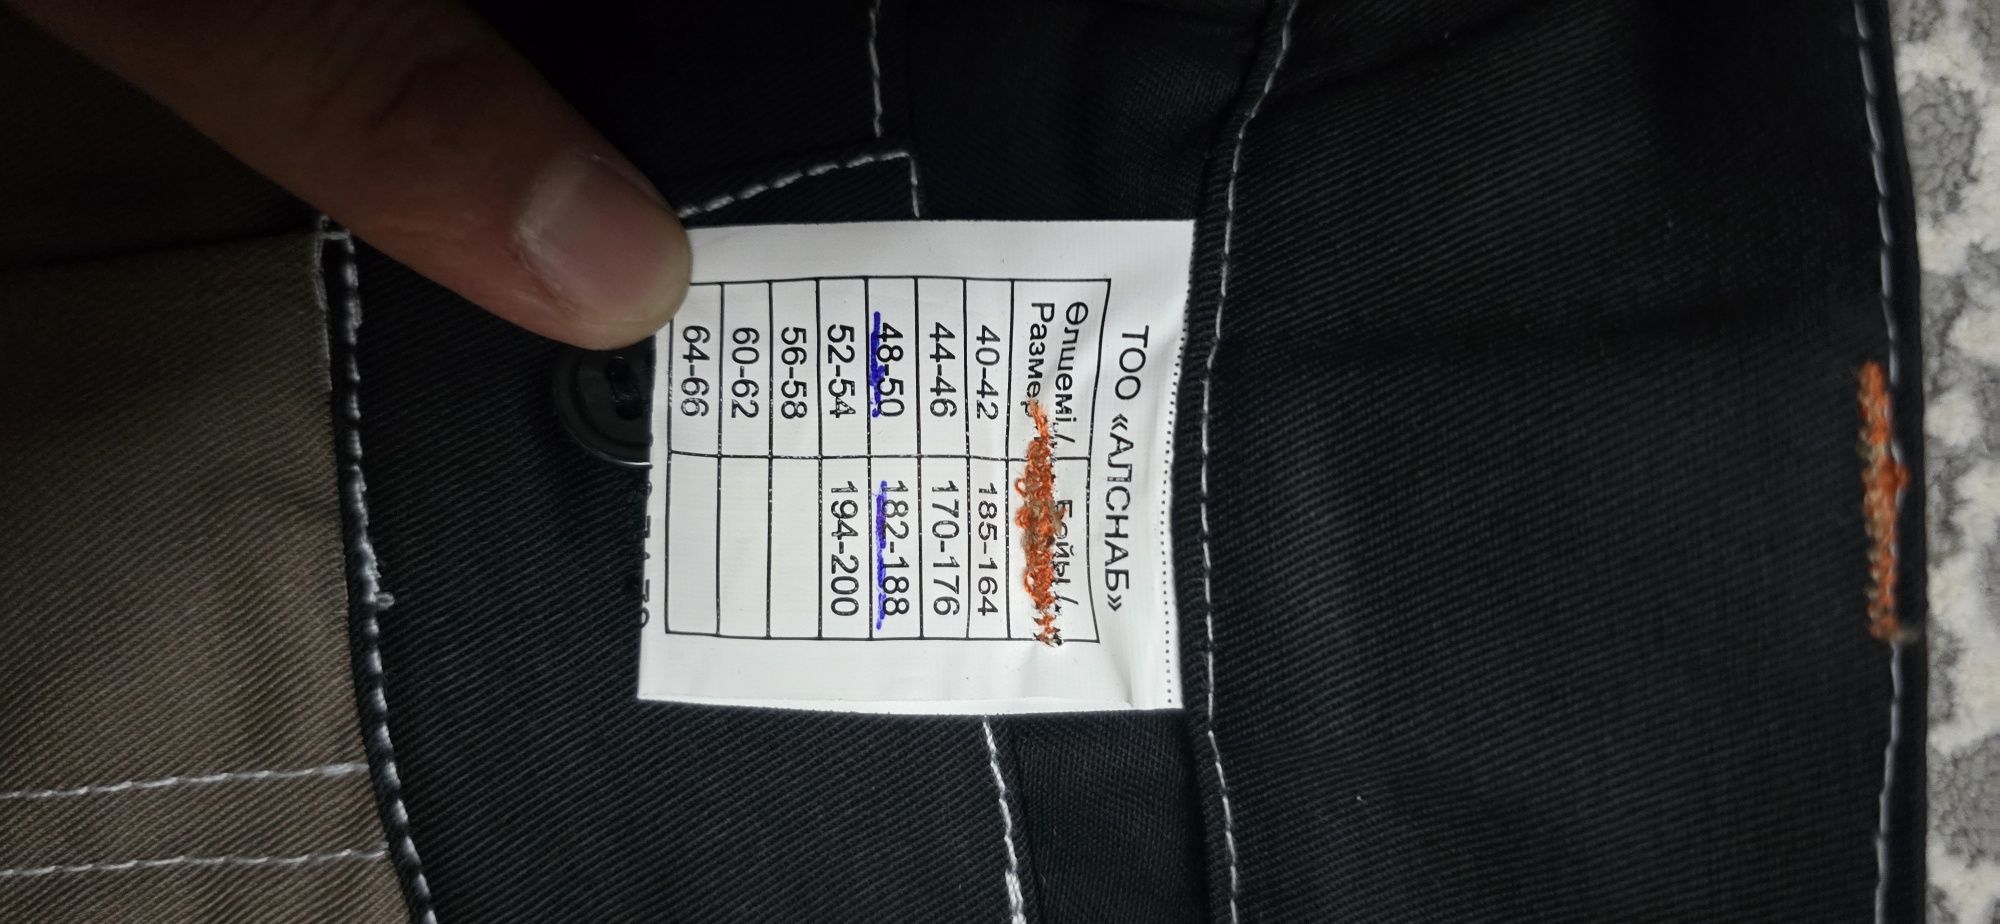 ТОО «АЛСНАБ»
Өлшемі/ Бойы/
Размер
40-42 185-164
44-46 170-176
48-50 182-188
52-54 194-200
56-58
60-62
64-66